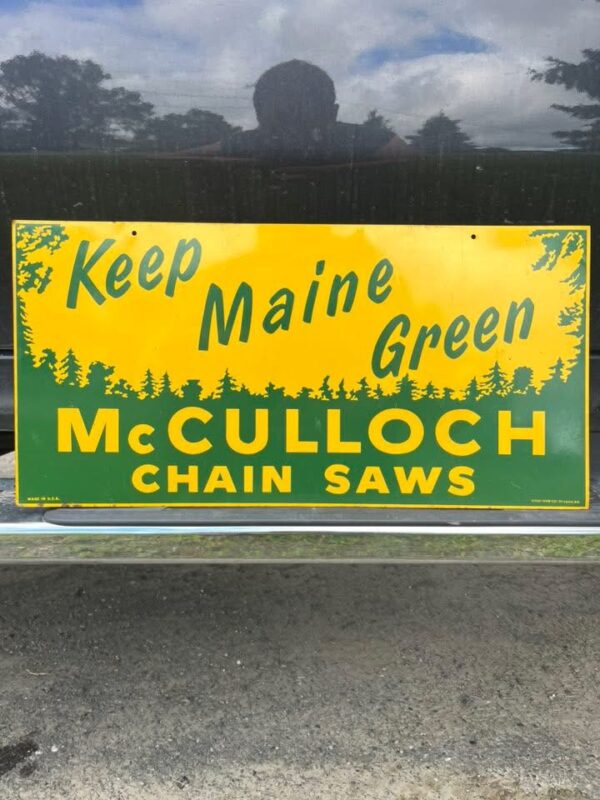 Keep
Maine
Green
McCULLOCH
CHAIN SAWS
MADE IN U.S.A.